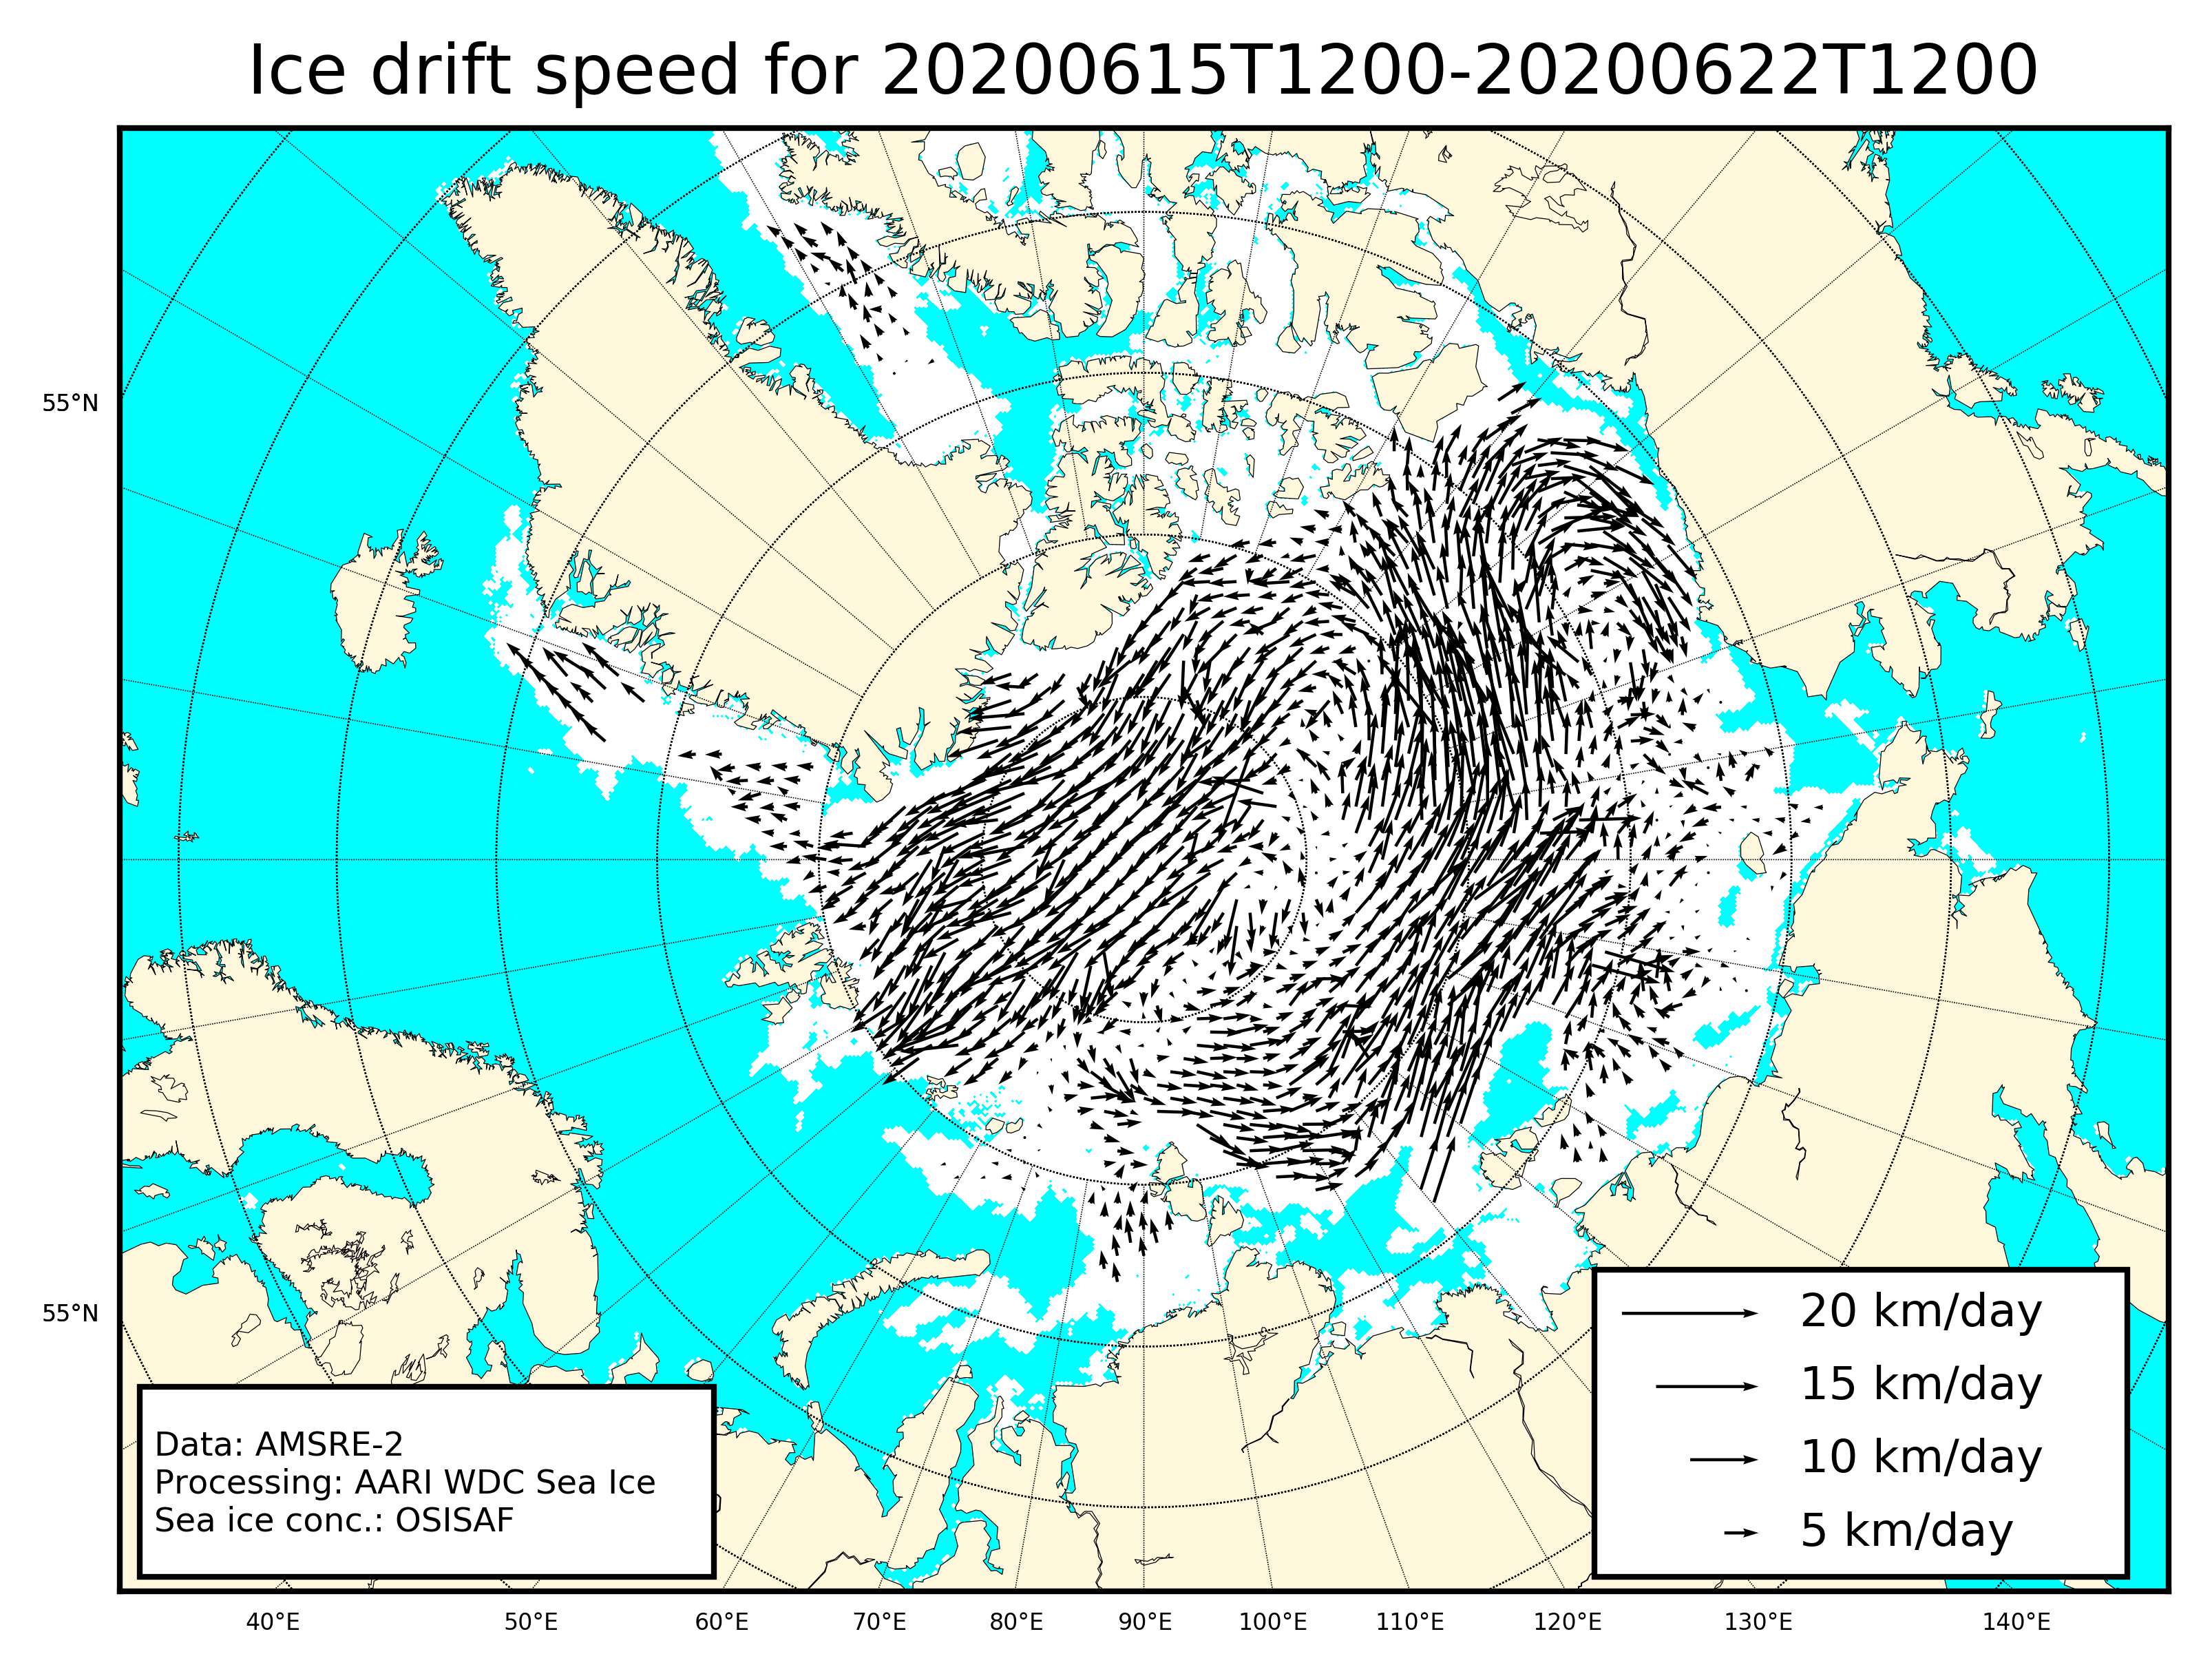 Ice drift speed for 20200615T1200-20200622T1200
55°N
55°N
20 km/day
15 km/day
10 km/day
5 km/day
Data: AMSRE-2
Processing: AARI WDC Sea Ice
Sea ice conc.: OSISAF
40°E 50°E 60°E 70°E 80°E 90°E 100°E 110°E 120°E 130°E 140°E